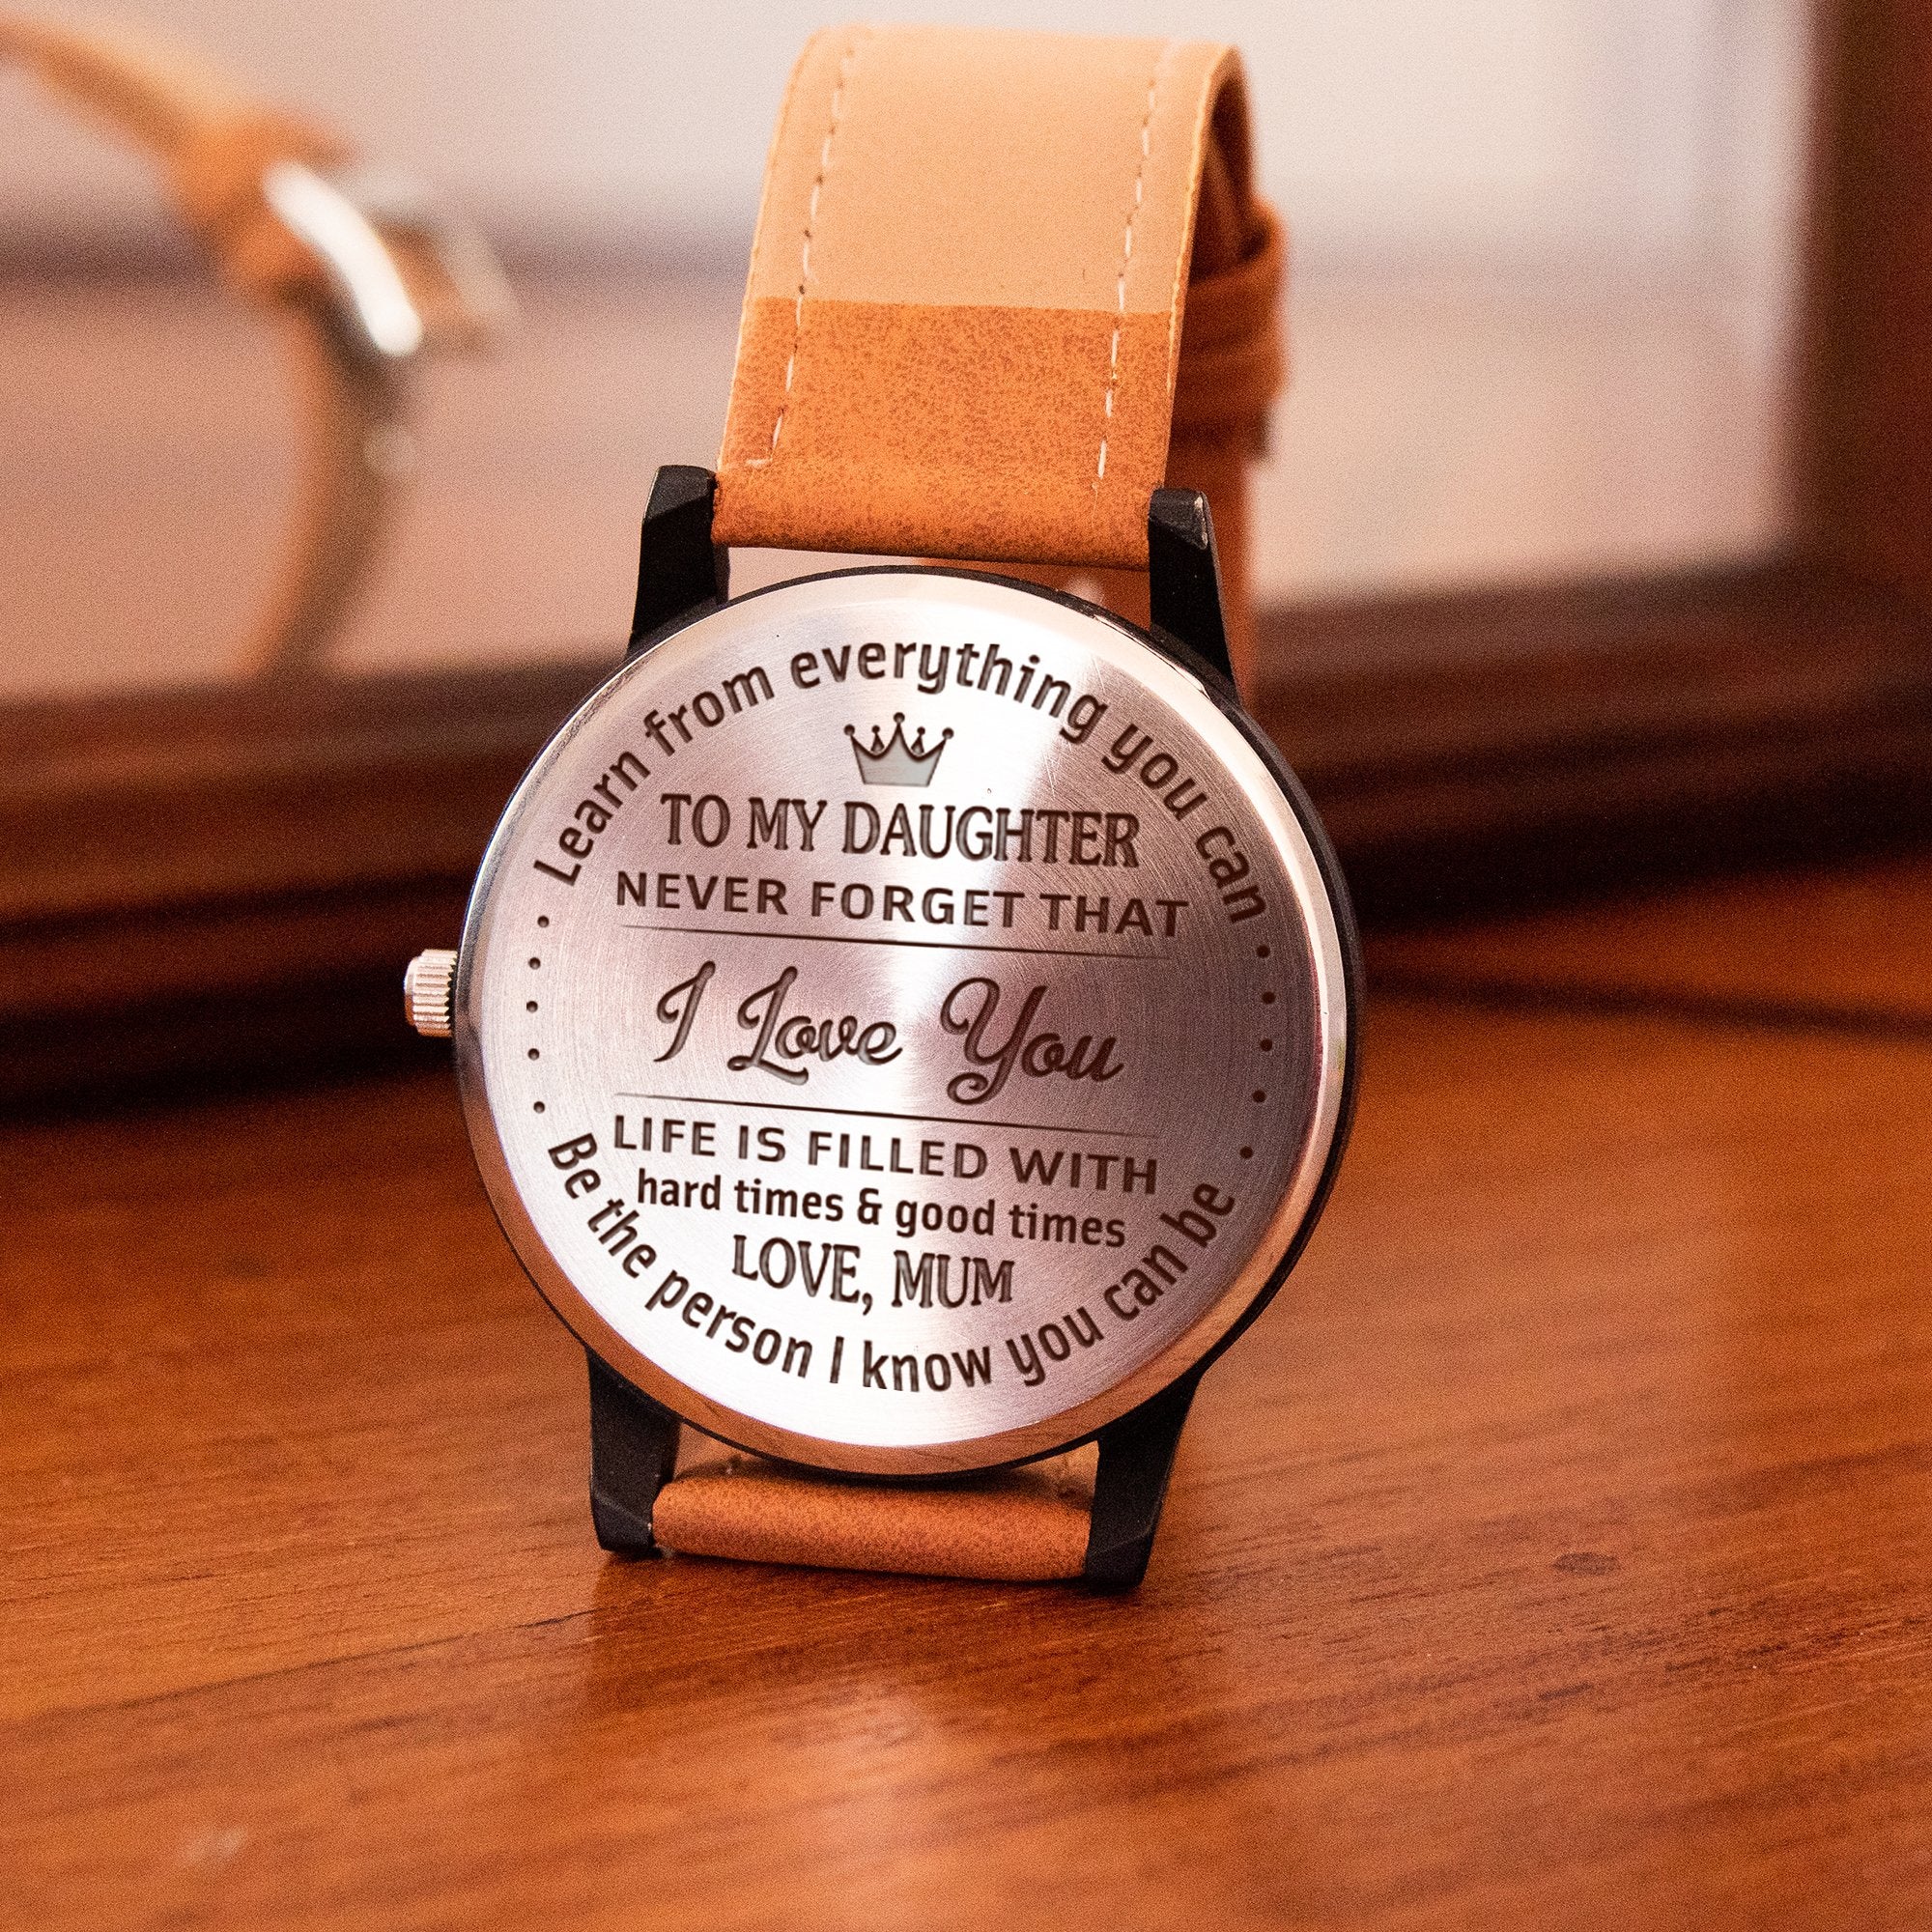 Learn from everything you can
TO MY DAUGHTER
NEVER FORGET THAT
I Love You
LIFE IS FILLED WITH
hard times & good times
LOVE, MUM
Be the person I know you can be